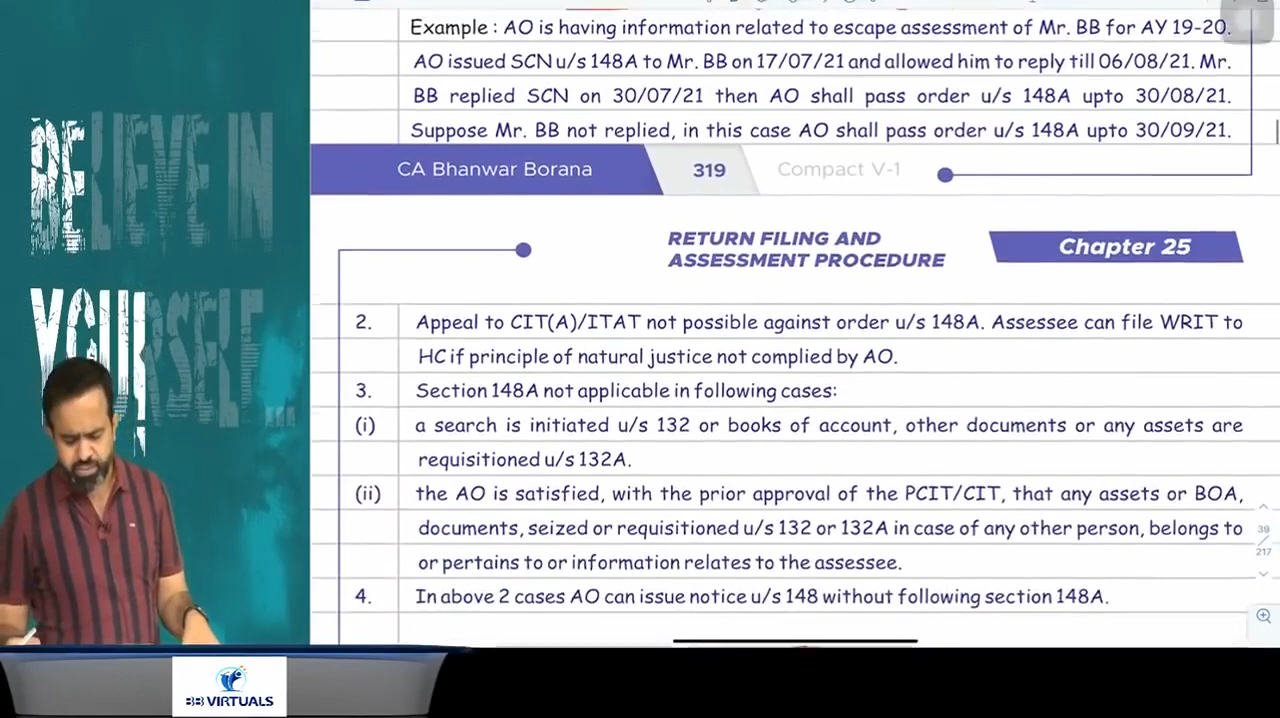 Example : AO is having information related to escape assessment of Mr. BB for AY 19-20.
AO issued SCN u/s 148A to Mr. BB on 17/07/21 and allowed him to reply till 06/08/21. Mr.
BB replied SCN on 30/07/21 then AO shall pass order u/s 148A upto 30/08/21.
Suppose Mr. BB not replied, in this case AO shall pass order u/s 148A upto 30/09/21.
CA Bhanwar Borana 319 Compact V-1
RETURN FILING AND
ASSESSMENT PROCEDURE
Chapter 25
2. Appeal to CIT(A)/ITAT not possible against order u/s 148A. Assessee can file WRIT to
HC if principle of natural justice not complied by AO.
3. Section 148A not applicable in following cases:
(i) a search is initiated u/s 132 or books of account, other documents or any assets are
requisitioned u/s 132A.
(ii) the AO is satisfied, with the prior approval of the PCIT/CIT, that any assets or BOA,
documents, seized or requisitioned u/s 132 or 132A in case of any other person, belongs to
or pertains to or information relates to the assessee.
4. In above 2 cases AO can issue notice u/s 148 without following section 148A.
39
/
217
BELIEVE IN
YOURSELF...
BB VIRTUALS